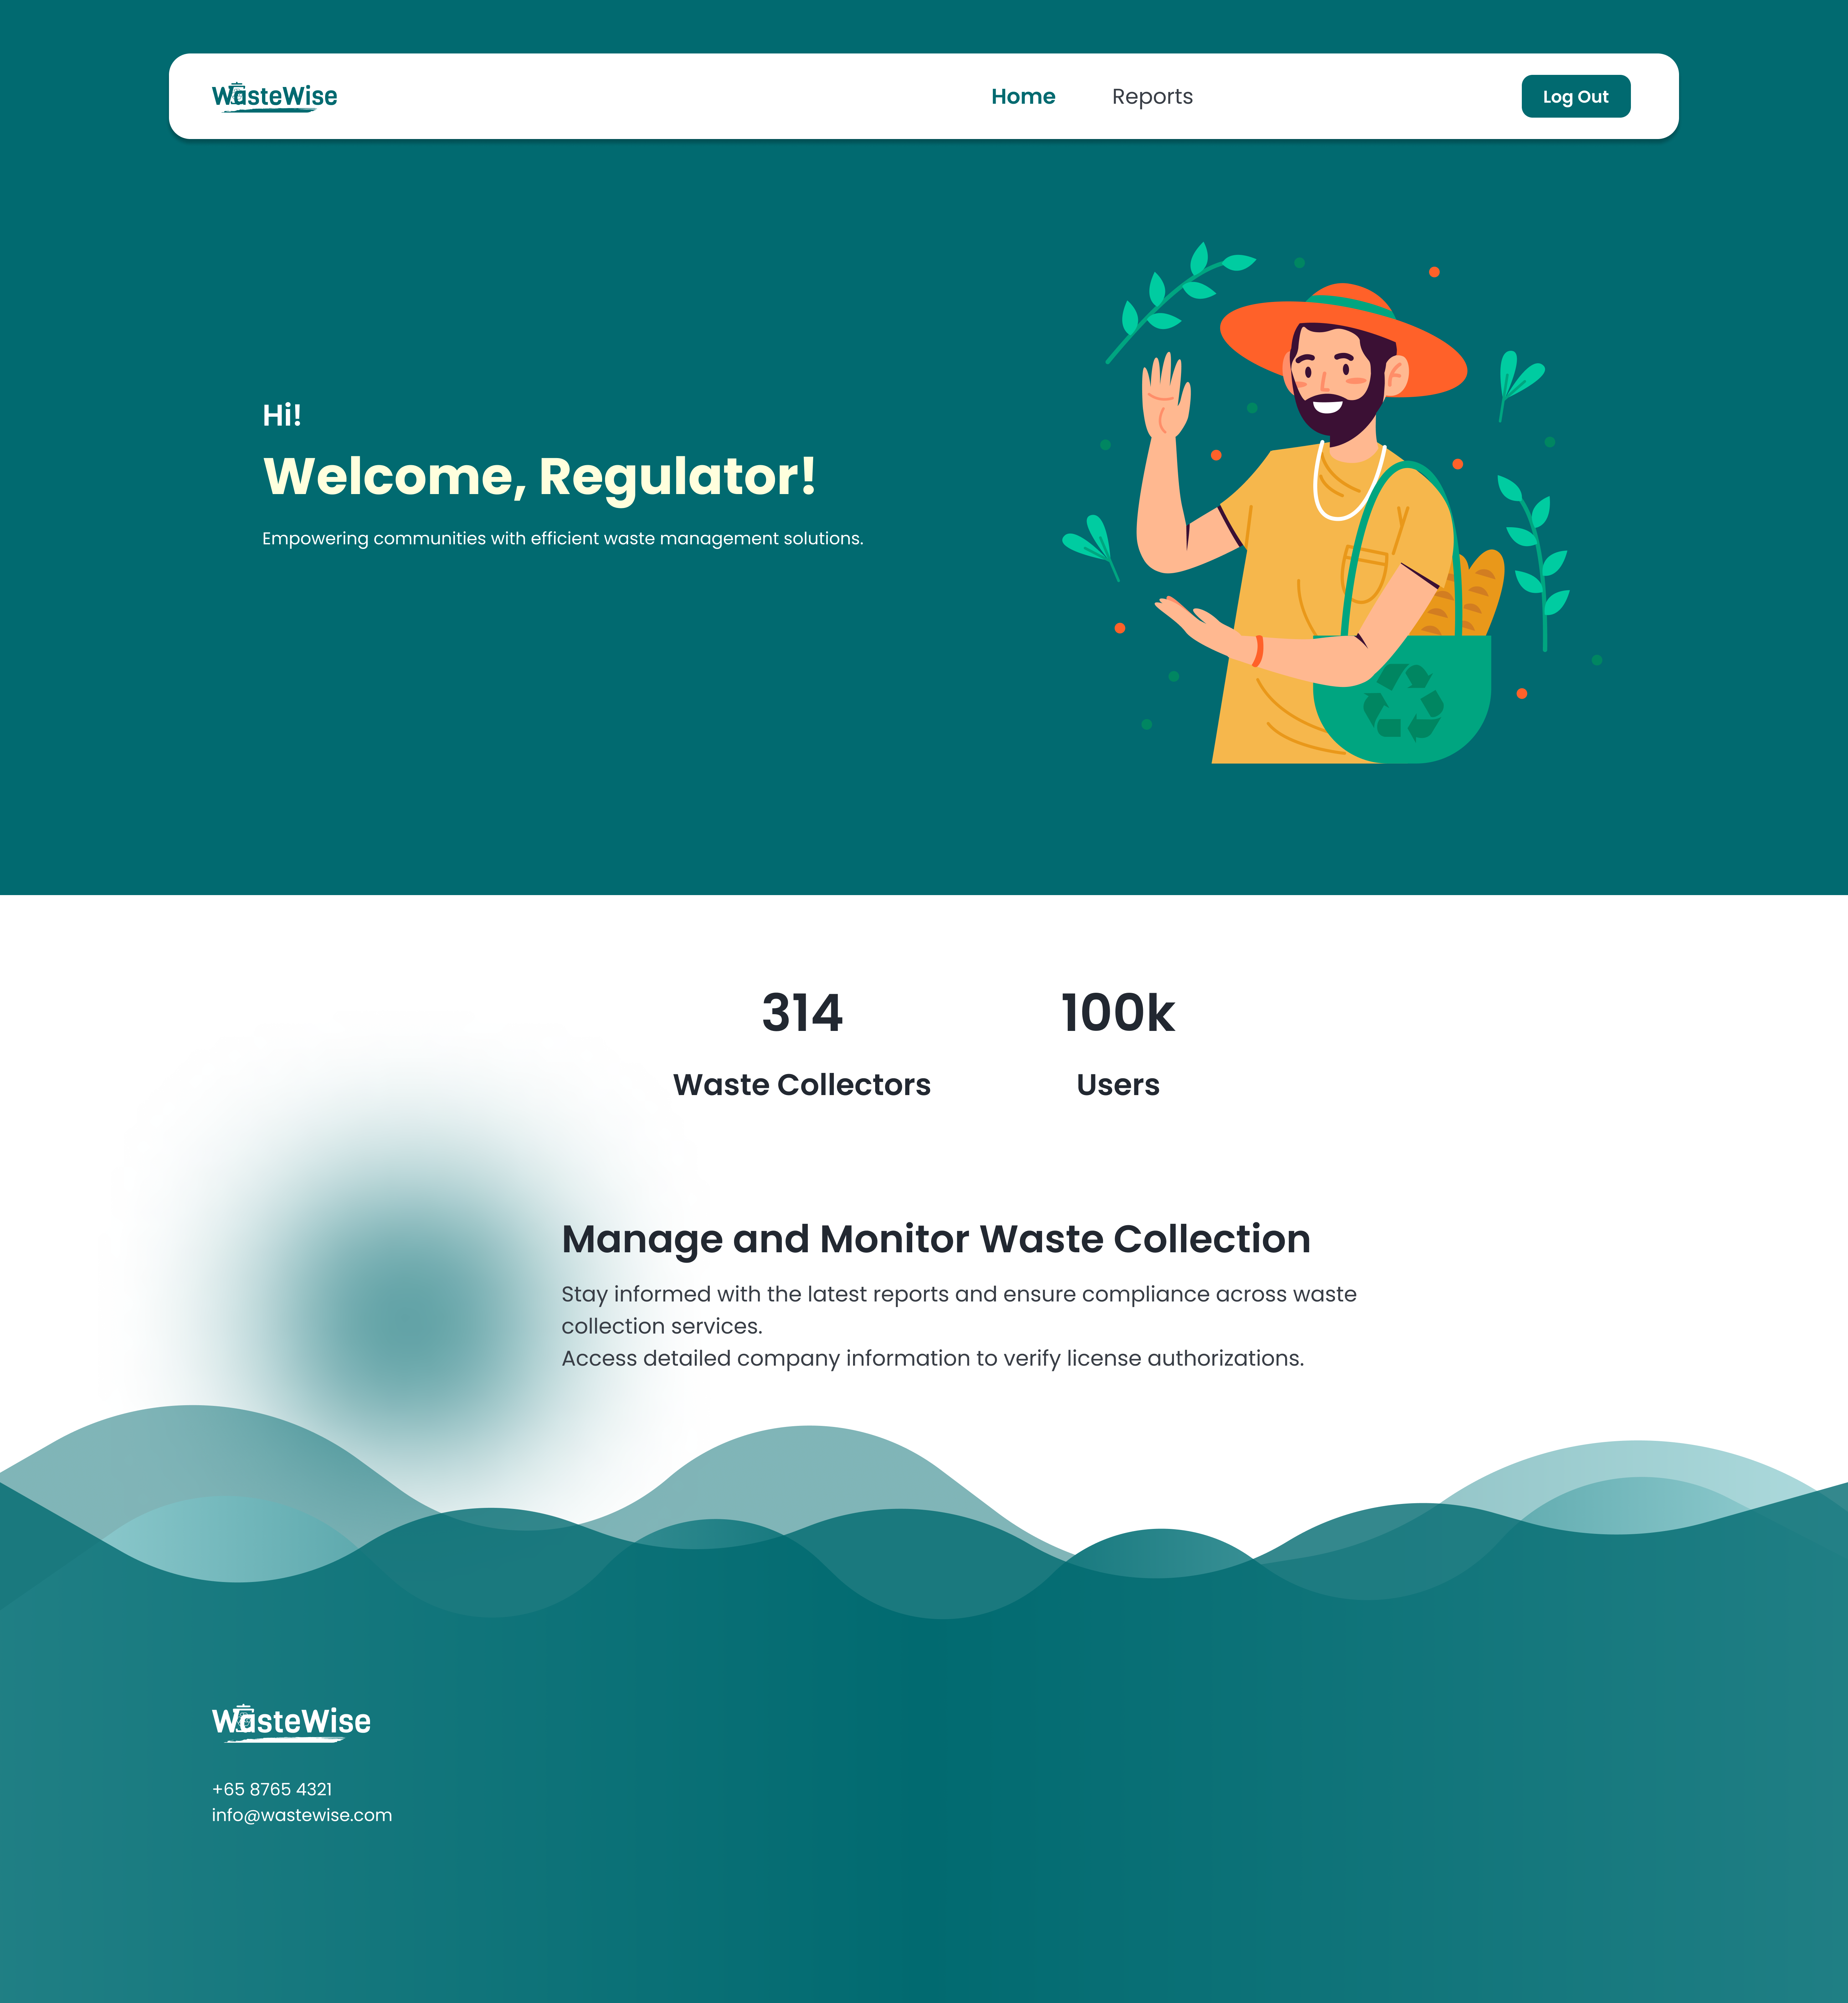 WasteWise
Home
Reports
Log Out
Hi!
Welcome, Regulator!
Empowering communities with efficient waste management solutions.
314
100k
Waste Collectors
Users
Manage and Monitor Waste Collection
Stay informed with the latest reports and ensure compliance across waste
collection services.
Access detailed company information to verify license authorizations.
WasteWise
+65 8765 4321
info@wastewise.com